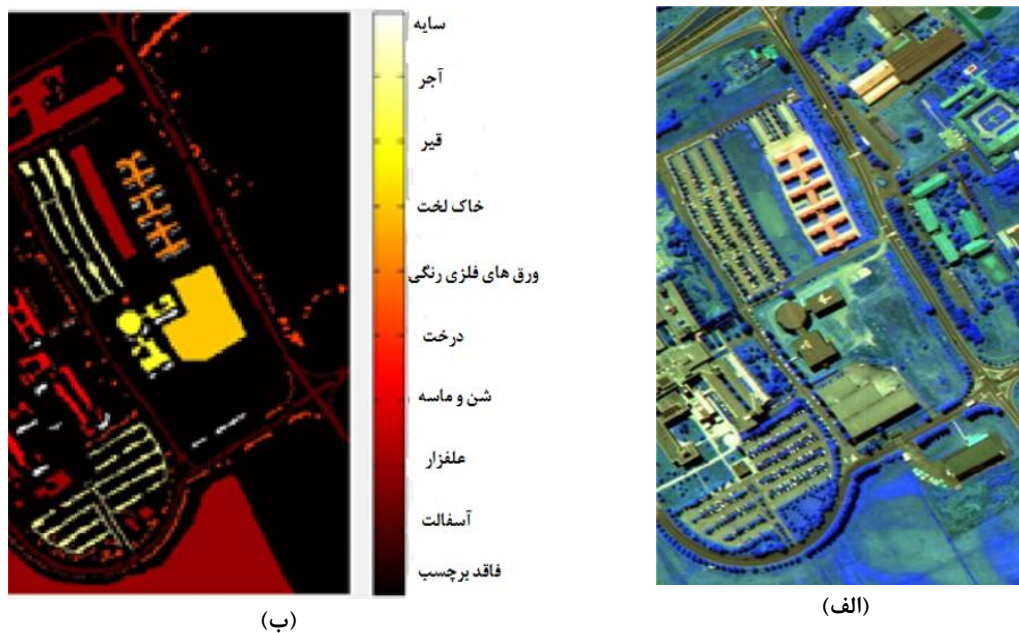 سایه
آجر
قیر
خاک لخت
ورق های فلزی رنگی
درخت
شن و ماسه
علفزار
آسفالت
فاقد برچسب
(الف)
(ب)